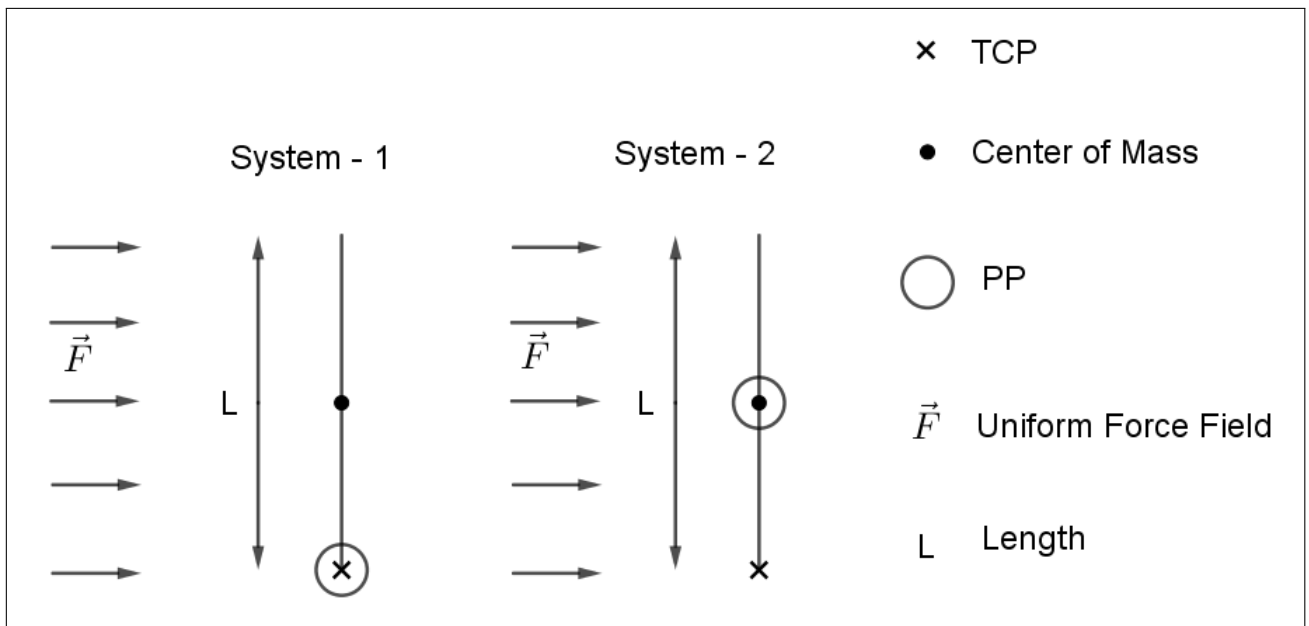 TCP
System - 1
System - 2
Center of Mass
PP
F⃗
L
F⃗
L
F⃗ Uniform Force Field
L Length